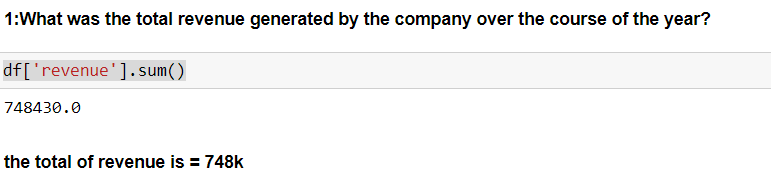 1:What was the total revenue generated by the company over the course of the year?
df['revenue'].sum()
748430.0
the total of revenue is = 748k